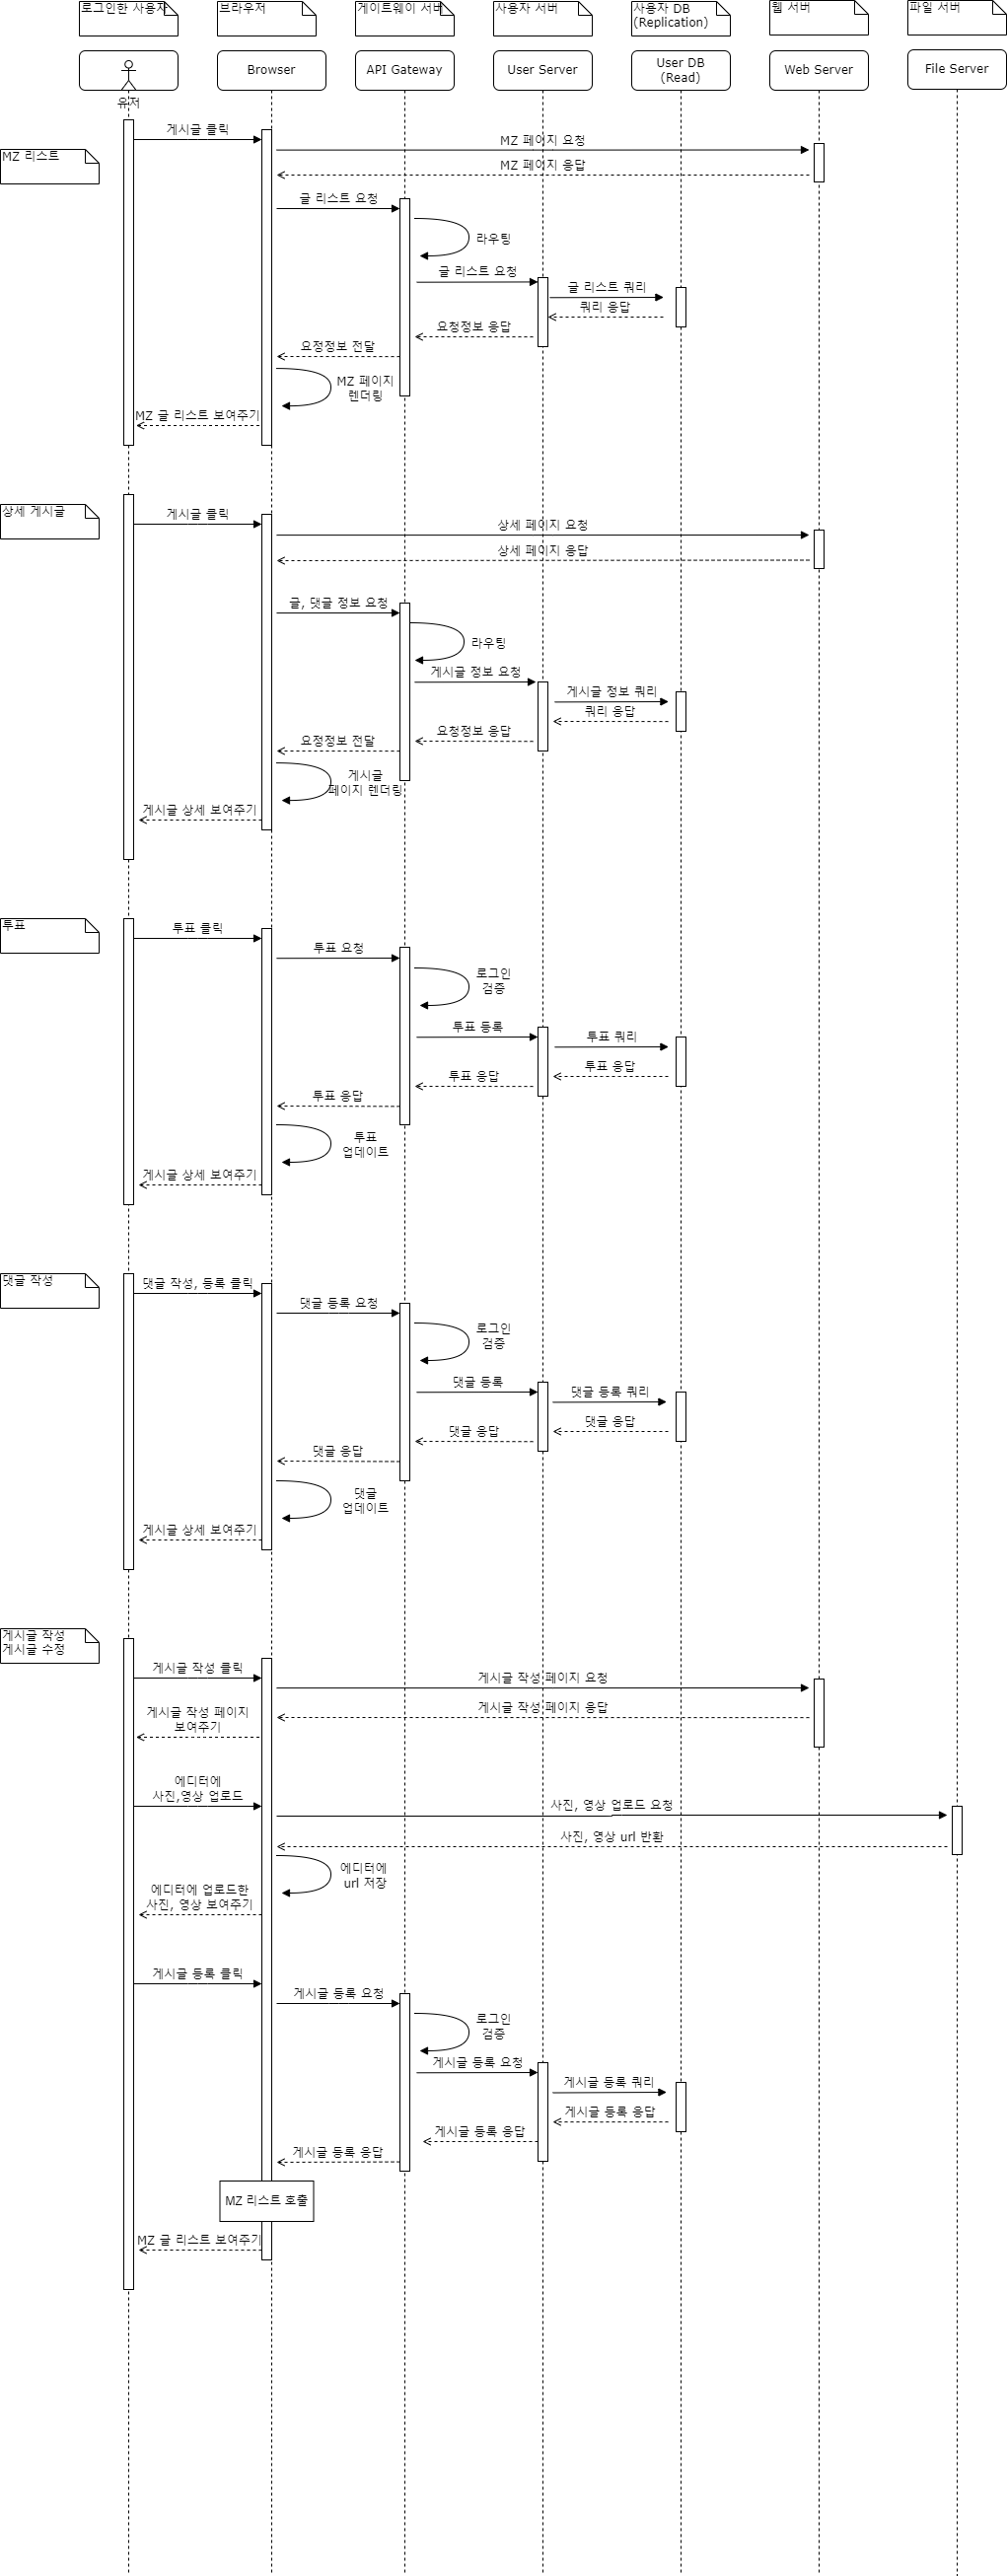 로그인한 사용자
브라우저
게이트웨이 서버
사용자 서버
사용자 DB
(Replication)
웹 서버
파일 서버
Browser
API Gateway
User Server
User DB
(Read)
Web Server
File Server
유저
게시글 클릭
MZ 페이지 요청
MZ 리스트
MZ 페이지 응답
글 리스트 요청
라우팅
글 리스트 요청
글 리스트 쿼리
쿼리 응답
요청정보 응답
요정정보 전달
MZ 페이지
렌더링
MZ 글 리스트 보여주기
상세 게시글
게시글 클릭
상세 페이지 요청
상세 페이지 응답
글, 댓글 정보 요청
라우팅
게시글 정보 요청
게시글 정보 쿼리
쿼리 응답
요청정보 응답
요정정보 전달
게시글
페이지 렌더링
게시글 상세 보여주기
투표
투표 클릭
투표 요청
로그인
검증
투표 등록
투표 쿼리
투표 응답
투표 응답
투표 응답
투표
업데이트
게시글 상세 보여주기
댓글 작성
댓글 작성, 등록 클릭
댓글 등록 요청
로그인
검증
댓글 등록
댓글 등록 쿼리
댓글 응답
댓글 응답
댓글 응답
댓글
업데이트
게시글 상세 보여주기
게시글 작성
게시글 수정
게시글 작성 클릭
게시글 작성 페이지 요청
게시글 작성 페이지 응답
게시글 작성 페이지
보여주기
에디터에
사진,영상 업로드
사진, 영상 업로드 요청
사진, 영상 url 반환
에디터에
url 저장
에디터에 업로드한
사진, 영상 보여주기
게시글 등록 클릭
게시글 등록 요청
로그인
검증
게시글 등록 요청
게시글 등록 쿼리
게시글 등록 응답
게시글 등록 응답
게시글 등록 응답
MZ 리스트 호출
MZ 글 리스트 보여주기